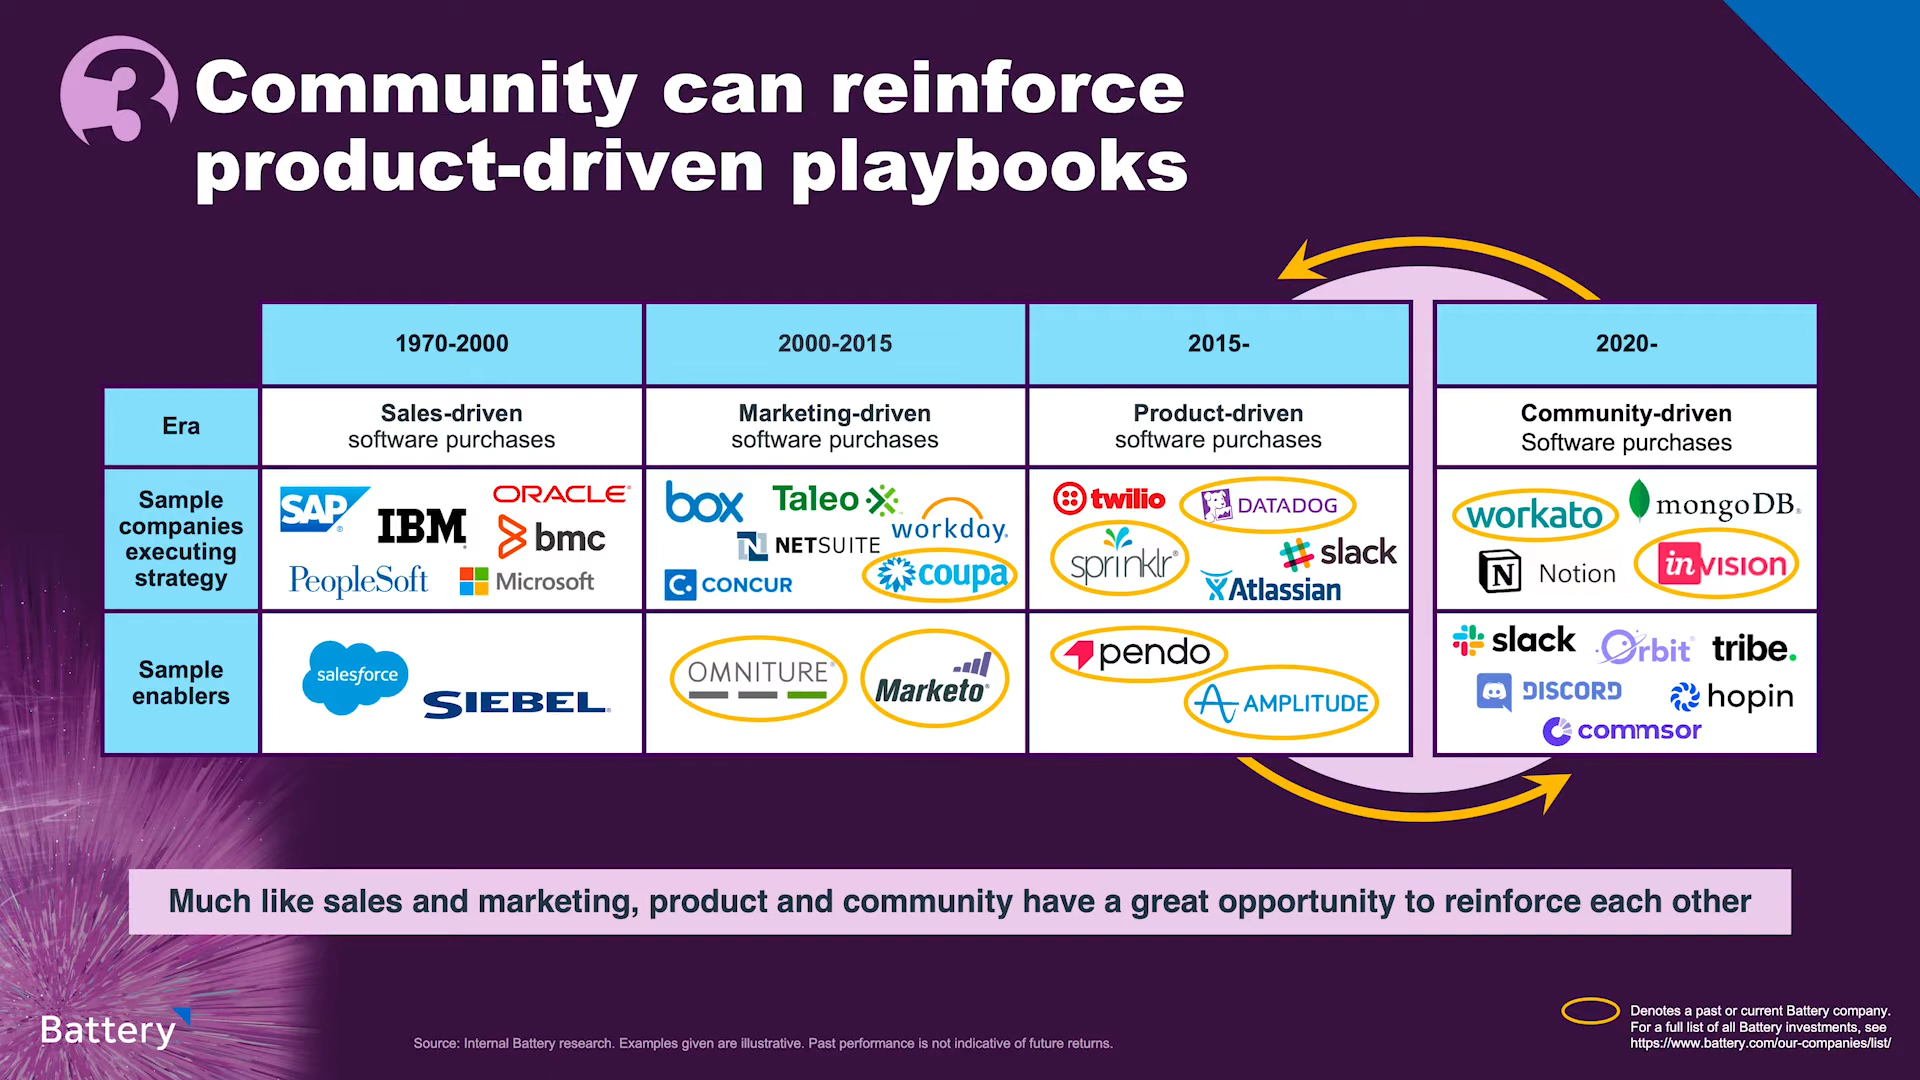 3
Community can reinforce
product-driven playbooks
1970-2000
2000-2015
2015-
2020-
Era
Sales-driven
software purchases
Marketing-driven
software purchases
Product-driven
software purchases
Community-driven
Software purchases
Sample
companies
executing
strategy
SAP
ORACLE
IBM
bmc
PeopleSoft
Microsoft
box
Taleo
workday
NETSUITE
CONCUR
coupa
twilio
DATADOG
sprinklr
slack
Atlassian
workato
mongoDB
Notion
inVISION
Sample
enablers
salesforce
SIEBEL
OMNITURE
Marketo
pendo
AMPLITUDE
slack
Orbit
tribe.
DISCORD
hopin
commsor
Much like sales and marketing, product and community have a great opportunity to reinforce each other
Battery
Source: Internal Battery research. Examples given are illustrative. Past performance is not indicative of future returns.
Denotes a past or current Battery company.
For a full list of all Battery investments, see
https://www.battery.com/our-companies/list/